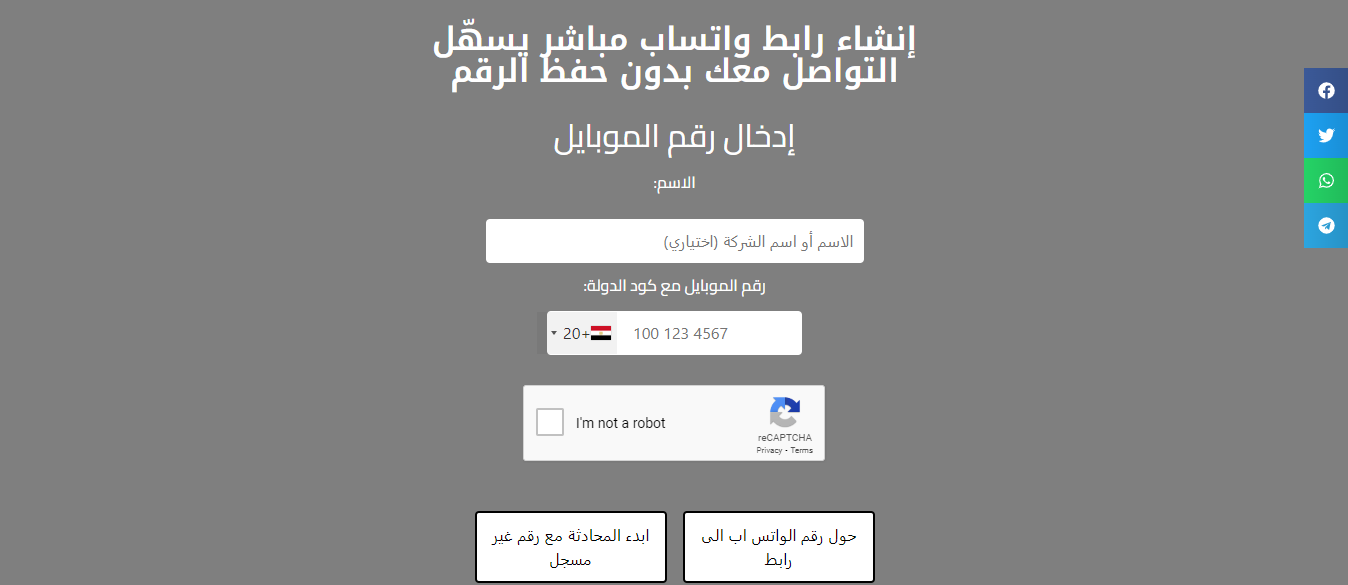 إنشاء رابط واتساب مباشر يسهّل
التواصل معك بدون حفظ الرقم
إدخال رقم الموبايل
الاسم:
الاسم أو اسم الشركة (اختياري)
رقم الموبايل مع كود الدولة:
20+
100 123 4567
I'm not a robot
reCAPTCHA
Privacy - Terms
حول رقم الواتس اب الى
رابط
ابدء المحادثة مع رقم غير
مسجل